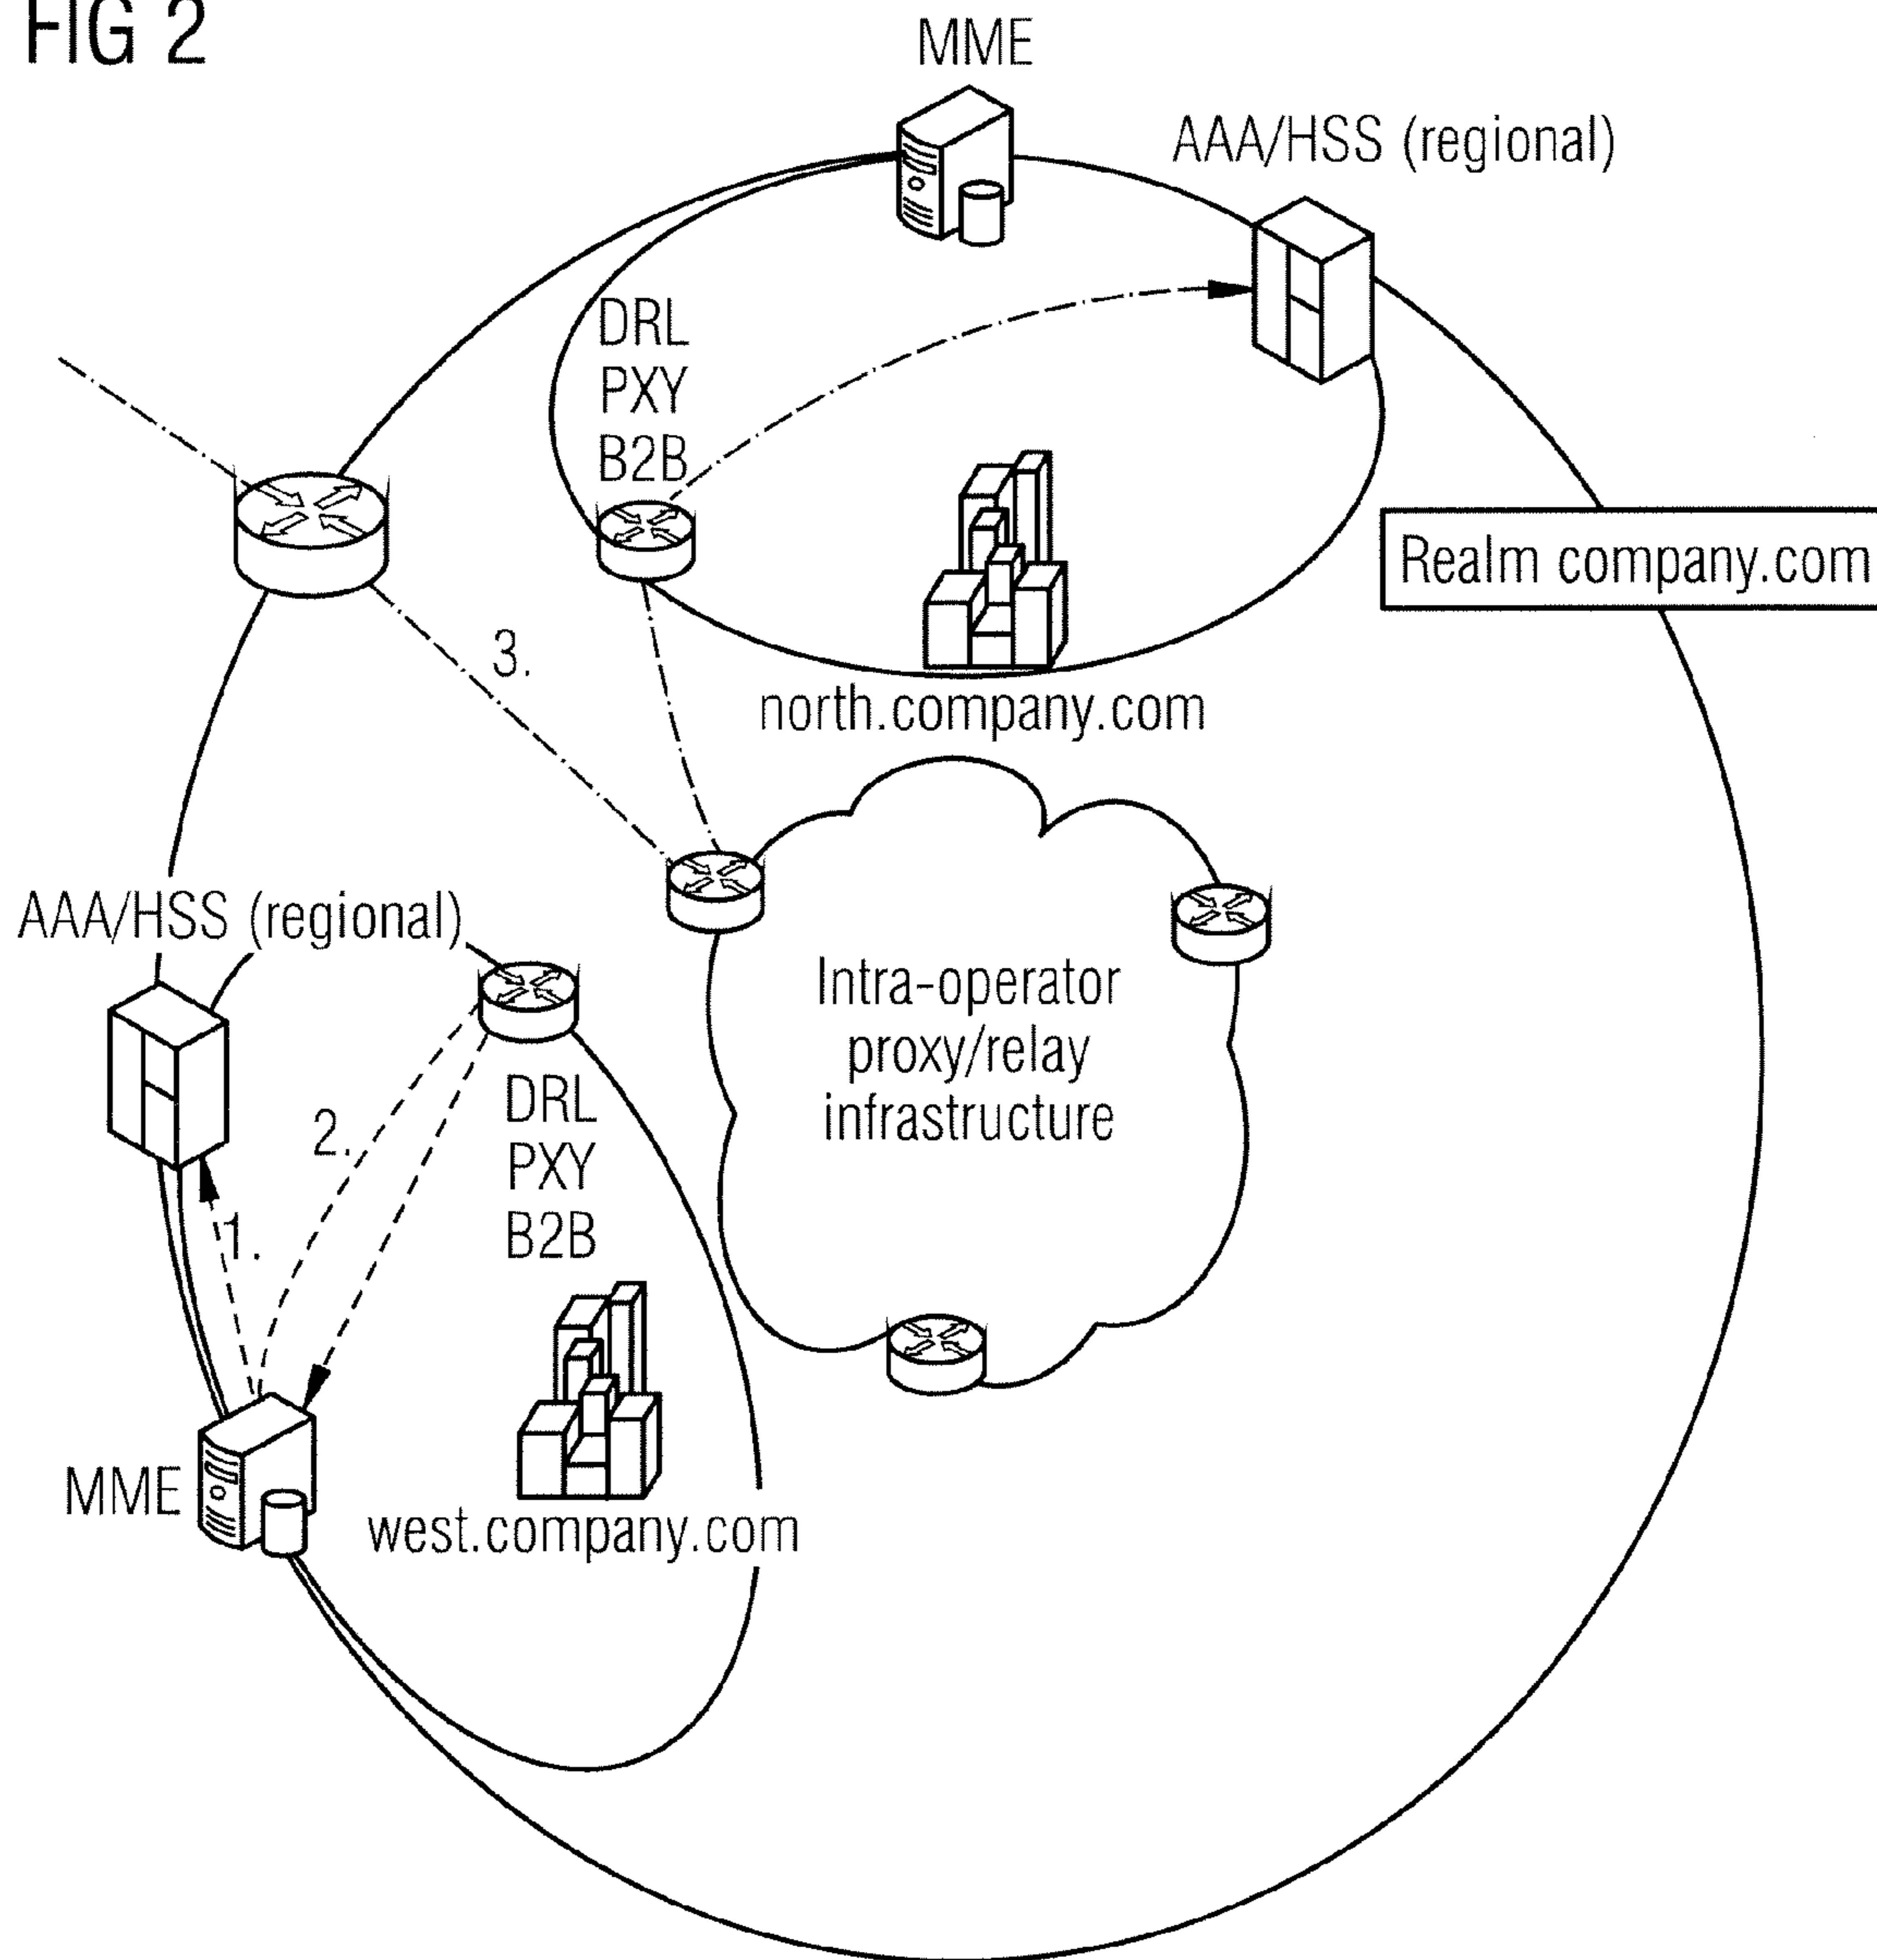 FIG 2
MME
AAA/HSS (regional)
DRL
PXY
B2B
Realm company.com
3.
north.company.com
AAA/HSS (regional)
Intra-operator
proxy/relay
infrastructure
DRL
PXY
B2B
2.
1.
MME
west.company.com